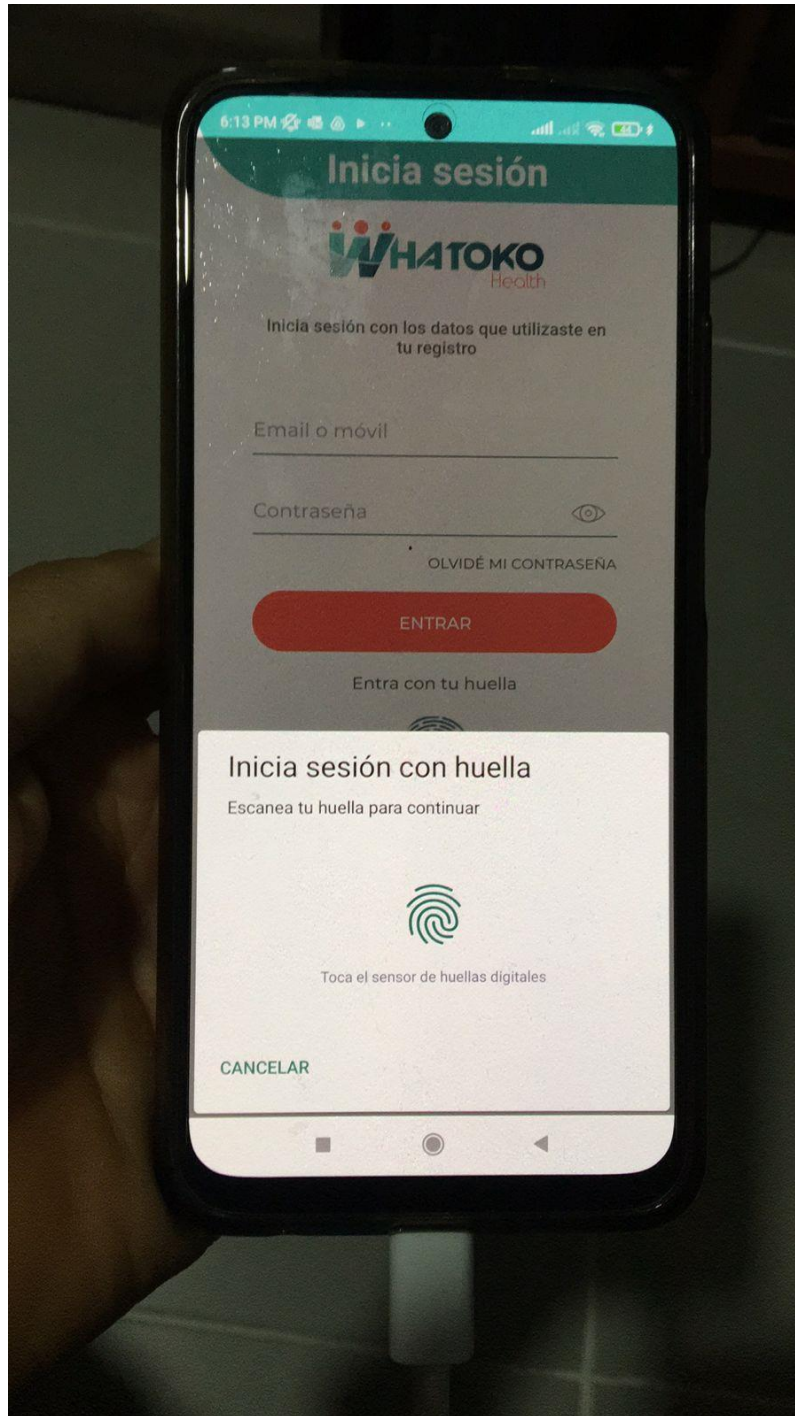 6:13 PM
Inicia sesión
WHATOKO
Health
Inicia sesión con los datos que utilizaste en
tu registro
Email o móvil
Contraseña
OLVIDÉ MI CONTRASEÑA
ENTRAR
Entra con tu huella
Inicia sesión con huella
Escanea tu huella para continuar
Toca el sensor de huellas digitales
CANCELAR